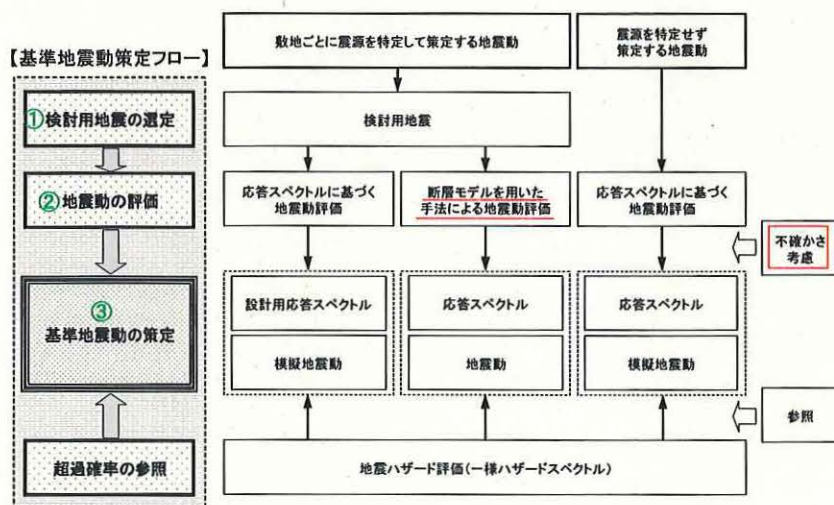 【基準地震動策定フロー】
①検討用地震の選定
②地震動の評価
③
基準地震動の策定
超過確率の参照
敷地ごとに震源を特定して策定する地震動
震源を特定せず
策定する地震動
検討用地震
応答スペクトルに基づく
地震動評価
断層モデルを用いた
手法による地震動評価
応答スペクトルに基づく
地震動評価
不確かさ
考慮
設計用応答スペクトル
応答スペクトル
応答スペクトル
模擬地震動
地震動
模擬地震動
参照
地震ハザード評価(一様ハザードスペクトル)